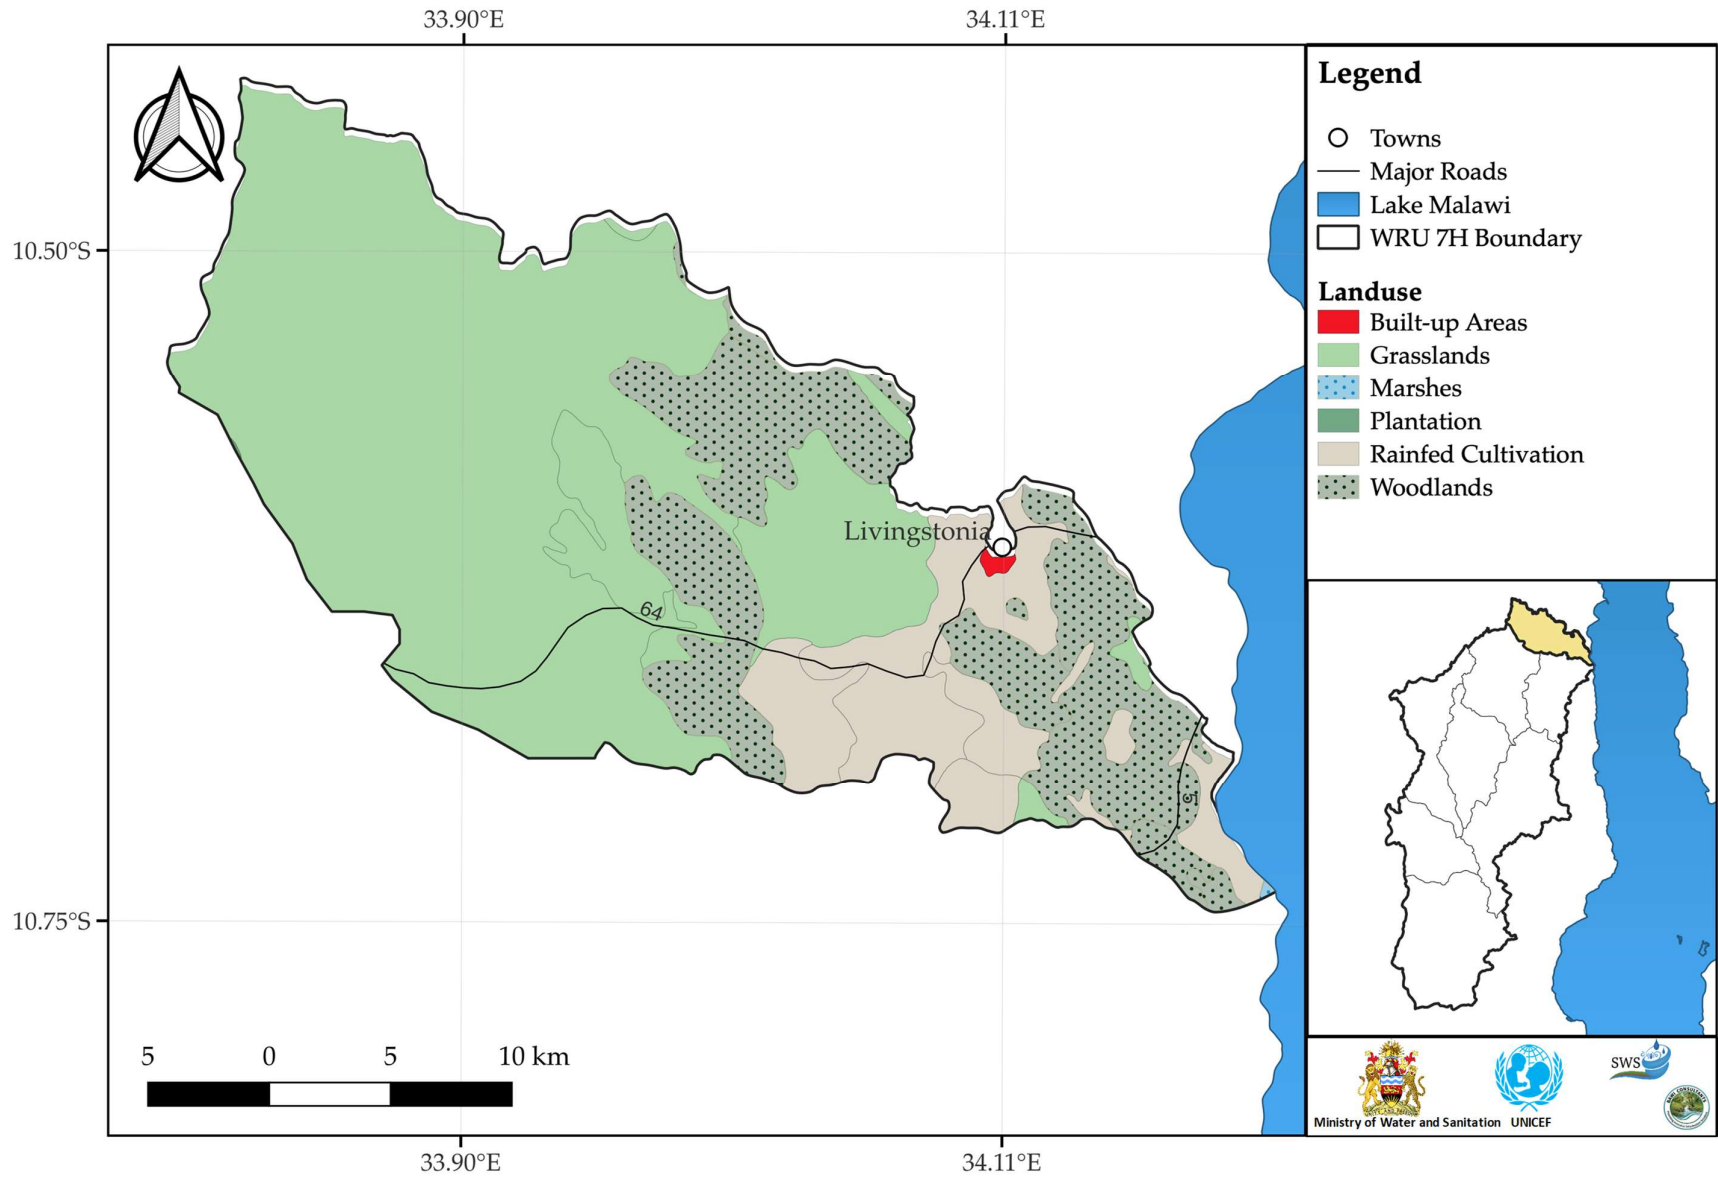 33.90°E
34.11°E
10.50°S
10.75°S
Livingstonia
64
5
0
5
10 km
33.90°E
34.11°E
Legend
Towns
Major Roads
Lake Malawi
WRU 7H Boundary
Landuse
Built-up Areas
Grasslands
Marshes
Plantation
Rainfed Cultivation
Woodlands
SWS
Ministry of Water and Sanitation
UNICEF